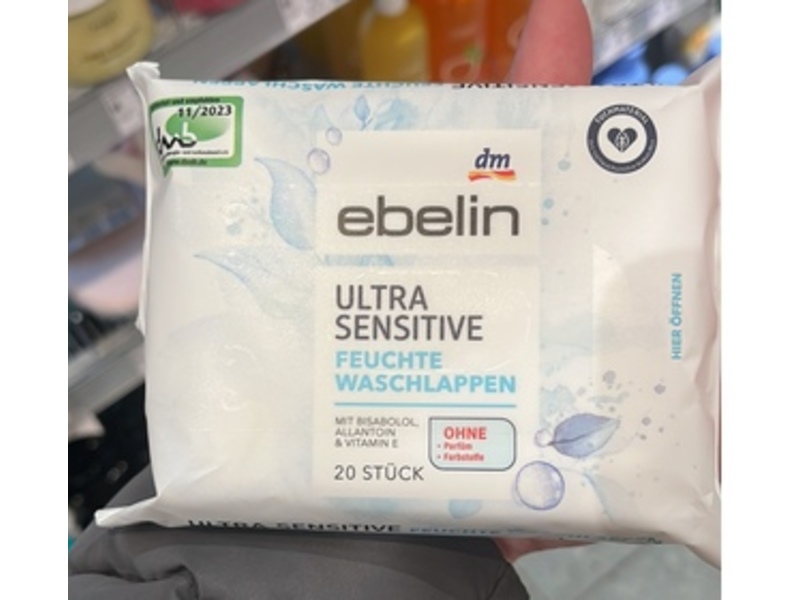 11/2023
dm
ebelin
ULTRA
SENSITIVE
FEUCHTE
WASCHLAPPEN
MIT BISABOLOL,
ALLANTOIN
& VITAMIN E
OHNE
• Parfüm
• Farbstoffe
20 STÜCK
HIER ÖFFNEN
ULTRA SENSITIVE FEUCHTE